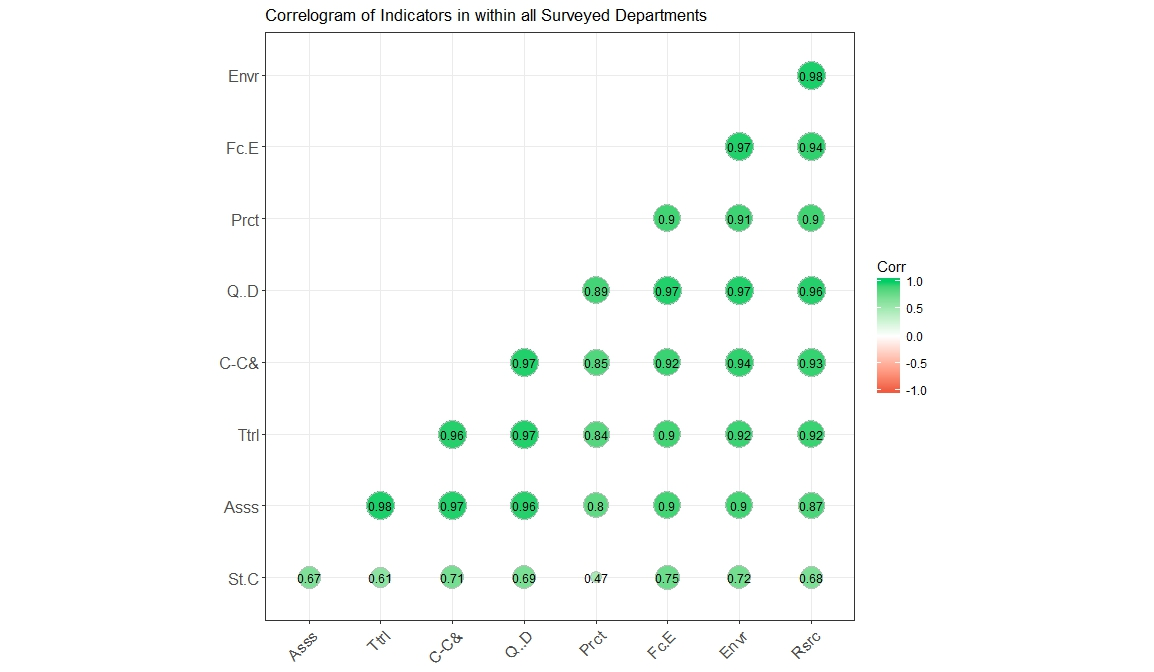 Correlogram of Indicators in within all Surveyed Departments
Envr 0.98
Fc.E 0.97 0.94
Prct 0.9 0.91 0.9
Q..D 0.89 0.97 0.97 0.96
C-C& 0.97 0.85 0.92 0.94 0.93
Ttrl 0.96 0.97 0.84 0.9 0.92 0.92
Asss 0.98 0.97 0.96 0.8 0.9 0.9 0.87
St.C 0.67 0.61 0.71 0.69 0.47 0.75 0.72 0.68
Asss Ttrl C-C& Q..D Prct Fc.E Envr Rsrc
Corr
1.0
0.5
0.0
-0.5
-1.0